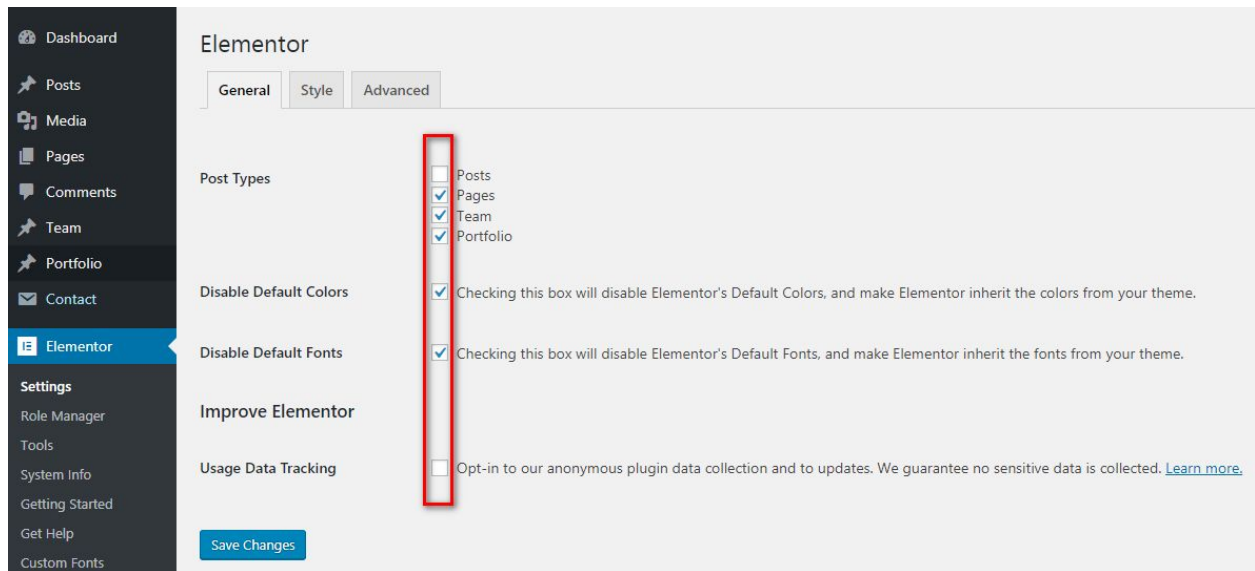 Dashboard
Posts
Media
Pages
Comments
Team
Portfolio
Contact
Elementor
Settings
Role Manager
Tools
System Info
Getting Started
Get Help
Custom Fonts
Elementor
General Style Advanced
Post Types
Posts
Pages
Team
Portfolio
Disable Default Colors Checking this box will disable Elementor's Default Colors, and make Elementor inherit the colors from your theme.
Disable Default Fonts Checking this box will disable Elementor's Default Fonts, and make Elementor inherit the fonts from your theme.
Improve Elementor
Usage Data Tracking Opt-in to our anonymous plugin data collection and to updates. We guarantee no sensitive data is collected. Learn more.
Save Changes